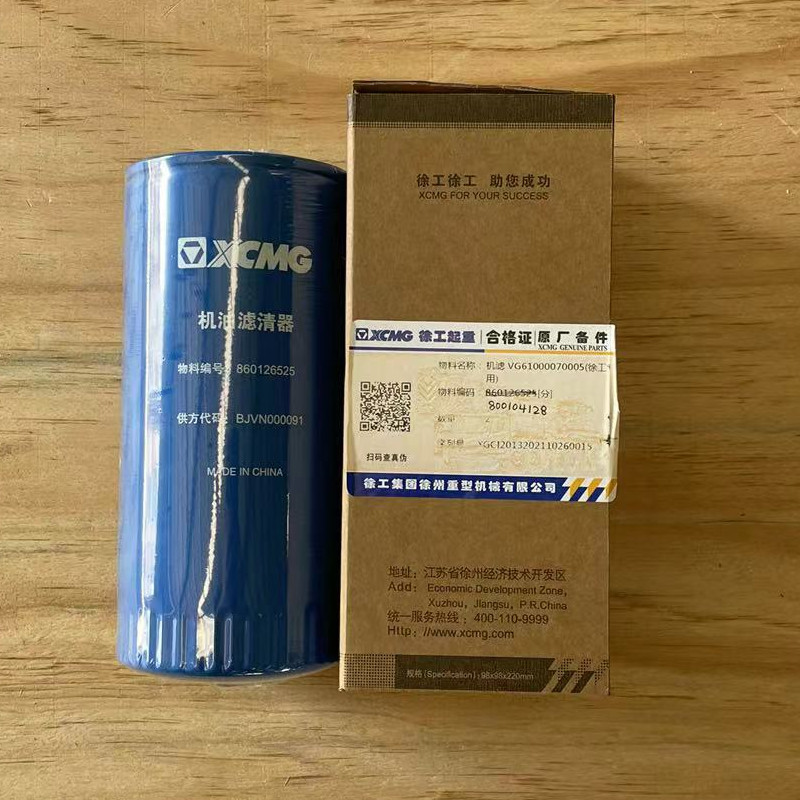 XCMG
机油滤清器
物料编号：860126525
供方代码：BJVN000091
MADE IN CHINA
徐工徐工 助您成功
XCMG FOR YOUR SUCCESS
XCMG 徐工起重 合格证 原厂备件
XCMG GENUINE PARTS
物料名称： 机滤 VG61000070005(徐工
用)
物料编码： 860126525[分]
800104128
数量
YGCJ2013202110260015
扫码查真伪
徐工集团徐州重型机械有限公司
地址：江苏省徐州经济技术开发区
Add: Economic Development Zone,
Xuzhou, Jiangsu, P.R.China
统一服务热线：400-110-9999
Http://www.xcmg.com
规格(Specification)：98x98x220mm